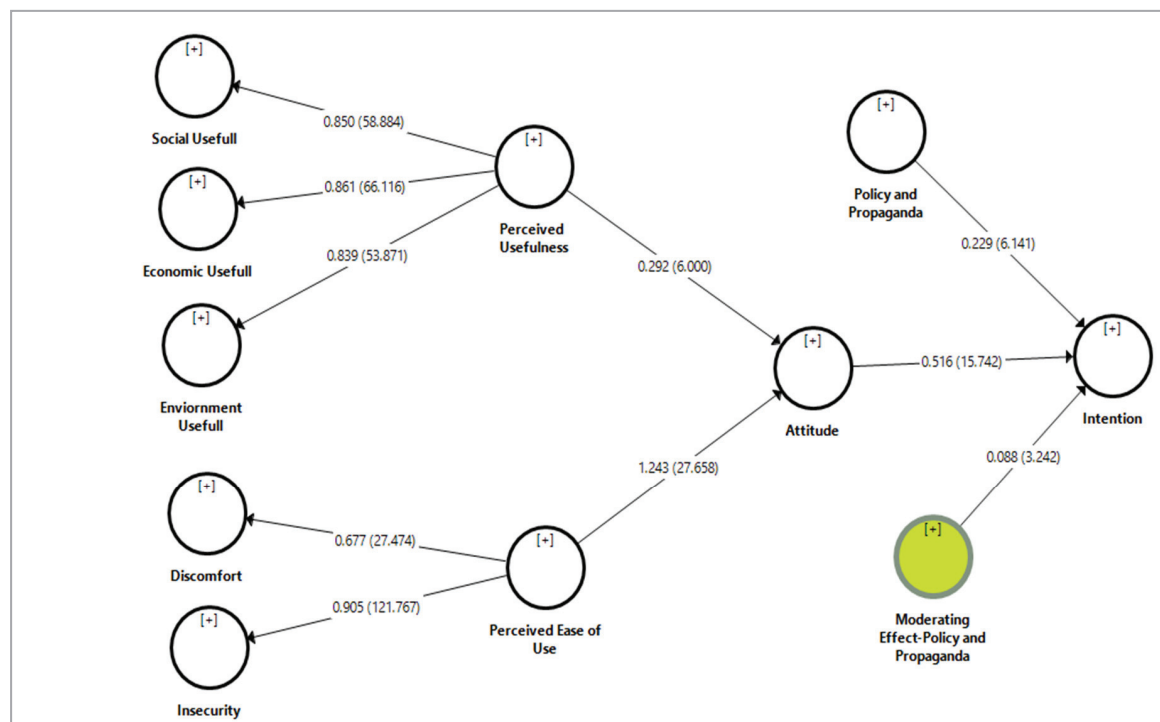 [+]
Social Usefull
[+]
Economic Usefull
[+]
Enviornment
Usefull
[+]
Discomfort
[+]
Insecurity
0.850 (58.884)
0.861 (66.116)
0.839 (53.871)
0.677 (27.474)
0.905 (121.767)
[+]
Perceived
Usefulness
[+]
Perceived Ease of
Use
0.292 (6.000)
1.243 (27.658)
[+]
Attitude
[+]
Policy and
Propaganda
0.229 (6.141)
0.516 (15.742)
0.088 (3.242)
[+]
Intention
[+]
Moderating
Effect-Policy and
Propaganda